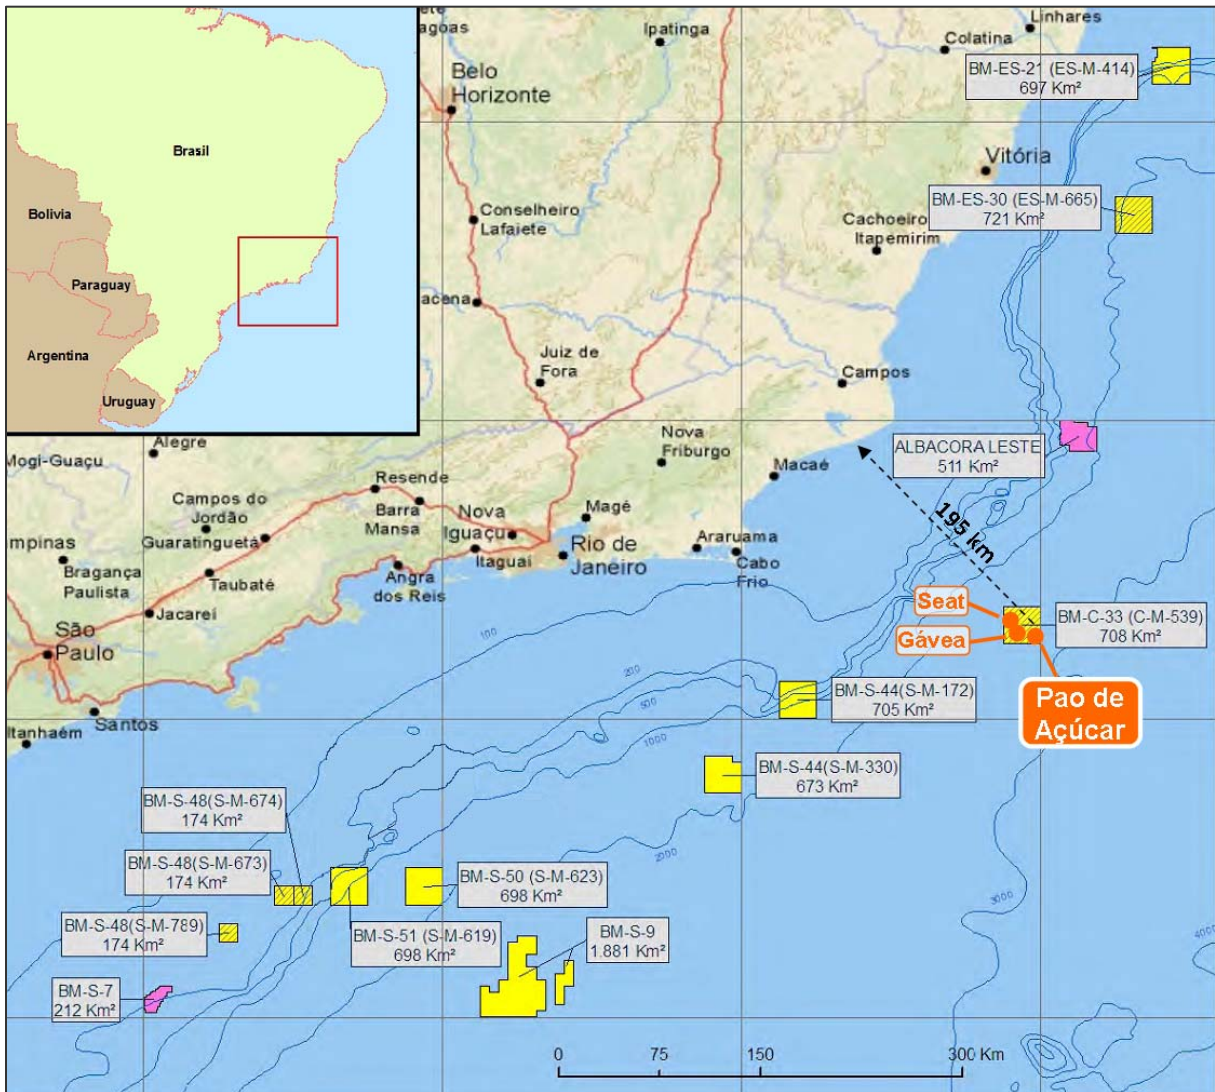 Brasil
Bolivia
Paraguay
Argentina
Uruguay
ete
agoas
Ipatinga
Linhares
Colatina
BM-ES-21 (ES-M-414)
697 Km²
Belo
Horizonte
Vitória
BM-ES-30 (ES-M-665)
721 Km²
Conselheiro
Lafaiete
Cachoeiro
Itapemirim
acena
Juiz de
Fora
Campos
Alegre
Mogi-Guaçu
Nova
Friburgo
ALBACORA LESTE
511 Km²
Macaé
Resende
Campos do
Jordão
Barra
Mansa
Nova
Iguaçu
Magé
Guaratinguetá
Itaguaí
Rio de
Janeiro
Araruama
Cabo
Frio
195 km
mpinas
Bragança
Paulista
Taubaté
Angra
dos Reis
Jacareí
São
Paulo
Santos
Itanhaém
Seat
Gávea
BM-C-33 (C-M-539)
708 Km²
Pao de
Açúcar
100
200
500
1000
2000
3000
4000
BM-S-44(S-M-172)
705 Km²
BM-S-44(S-M-330)
673 Km²
BM-S-48(S-M-674)
174 Km²
BM-S-48(S-M-673)
174 Km²
BM-S-50 (S-M-623)
698 Km²
BM-S-48(S-M-789)
174 Km²
BM-S-51 (S-M-619)
698 Km²
BM-S-9
1.881 Km²
BM-S-7
212 Km²
0 75 150 300 Km